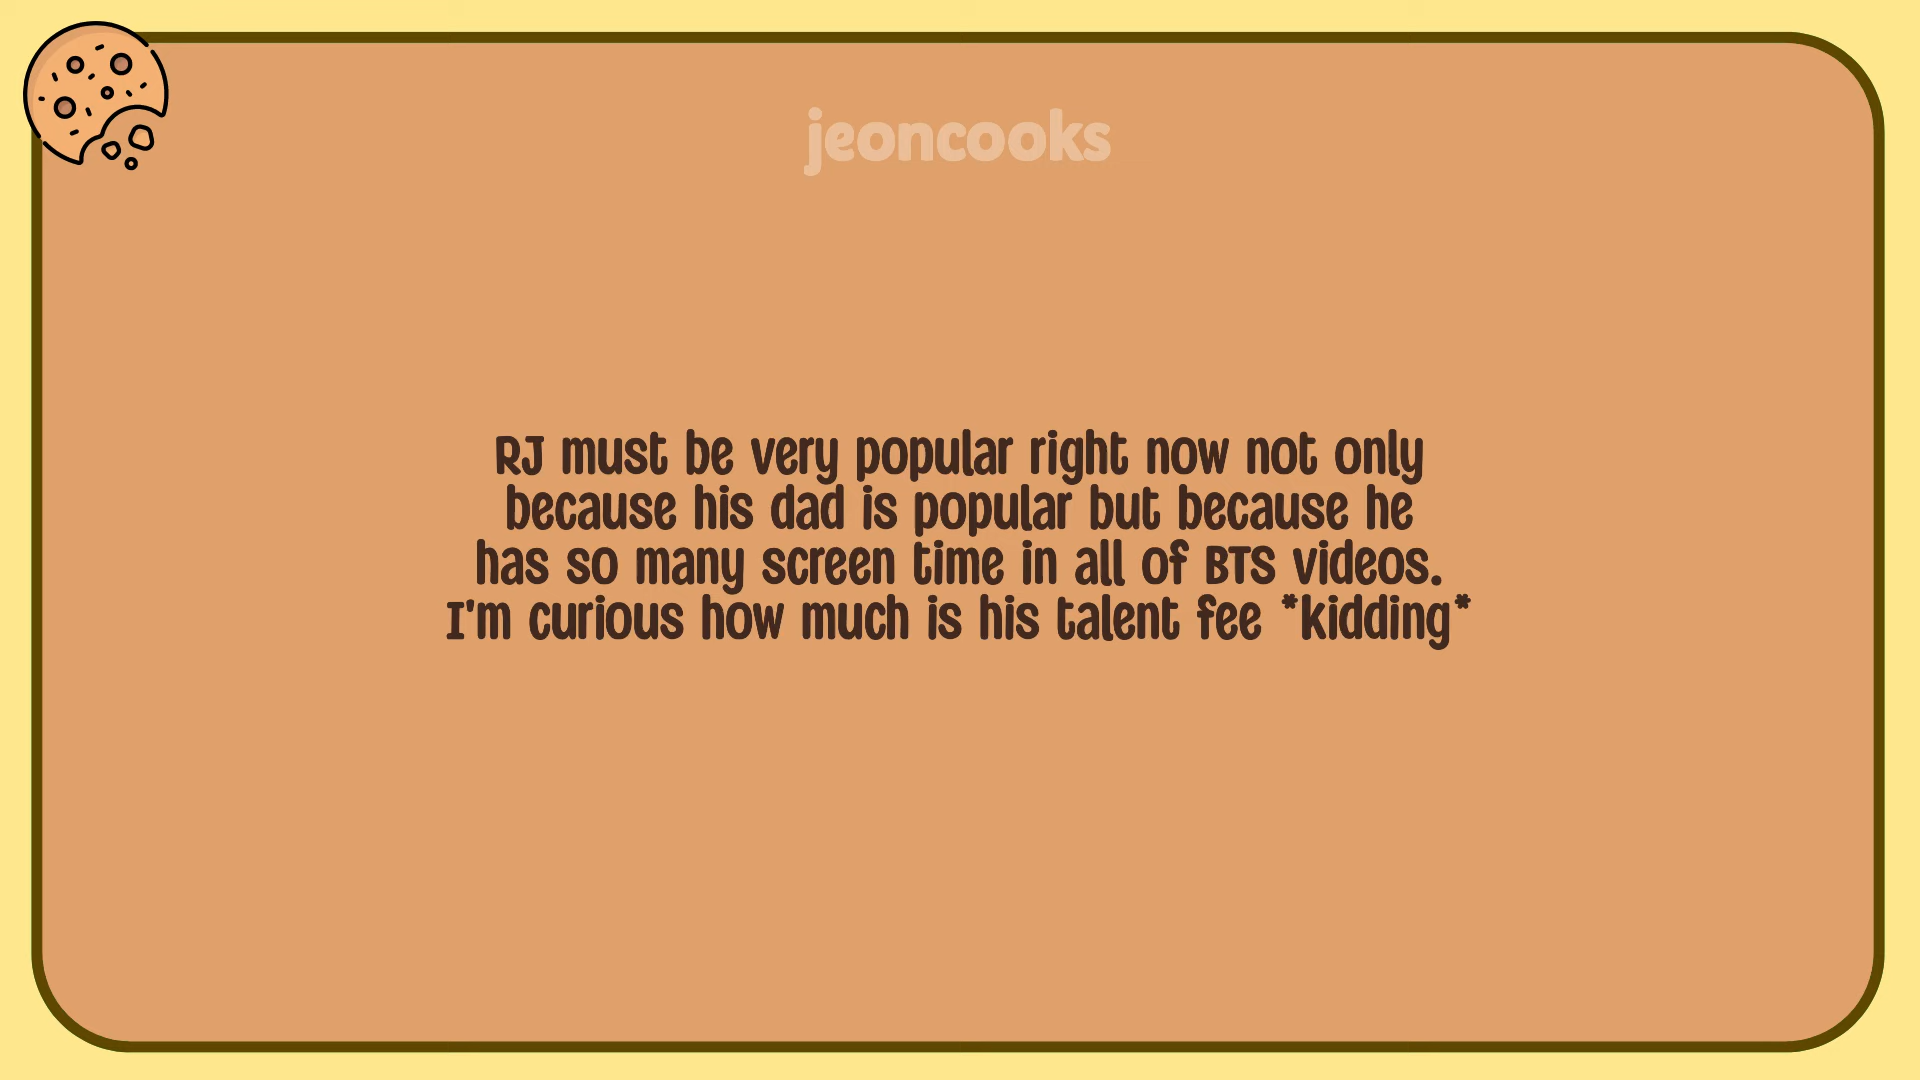 jeoncooks
RJ must be very popular right now not only
because his dad is popular but because he
has so many screen time in all of BTS videos.
I'm curious how much is his talent fee *kidding*